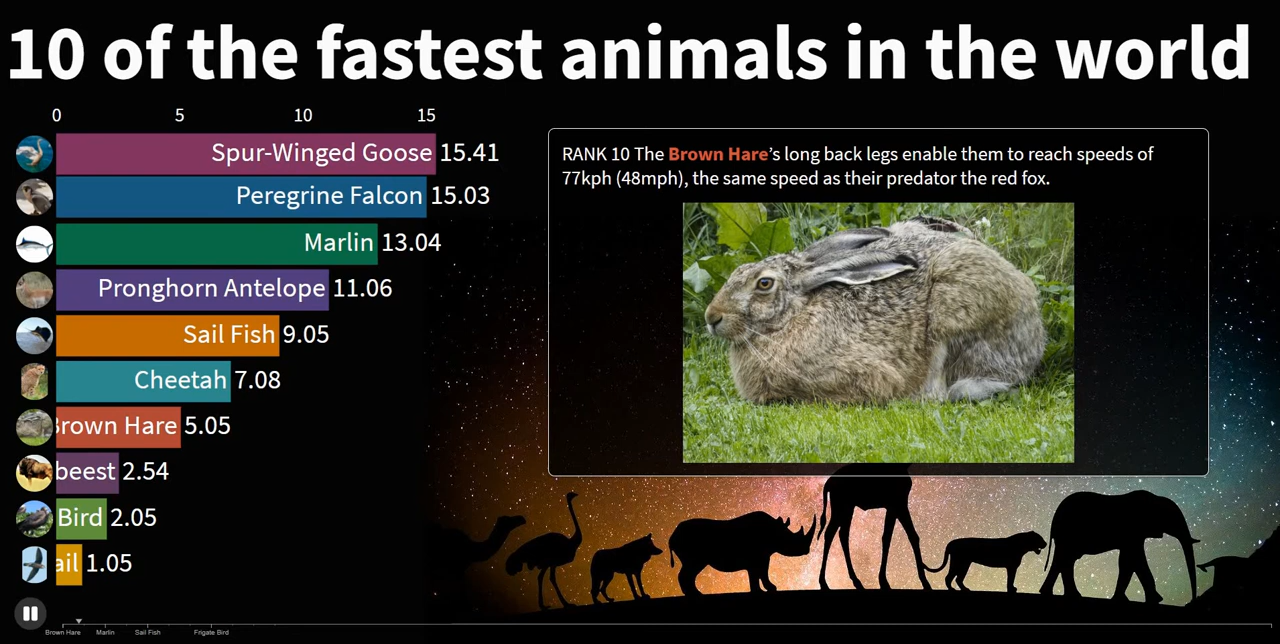 10 of the fastest animals in the world
0 5 10 15
Spur-Winged Goose 15.41
Peregrine Falcon 15.03
Marlin 13.04
Pronghorn Antelope 11.06
Sail Fish 9.05
Cheetah 7.08
Brown Hare 5.05
beest 2.54
Bird 2.05
ail 1.05
RANK 10 The Brown Hare's long back legs enable them to reach speeds of
77kph (48mph), the same speed as their predator the red fox.
Brown Hare Marlin Sail Fish Frigate Bird